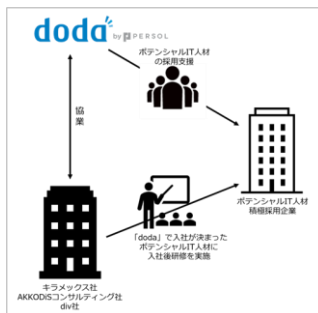 doda by PERSOL
ポテンシャルIT人材
の採用支援
協業
ポテンシャルIT人材
積極採用企業
「doda」で入社が決まった
ポテンシャルIT人材に
入社後研修を実施
キラメックス社
AKKODiSコンサルティング社
div社